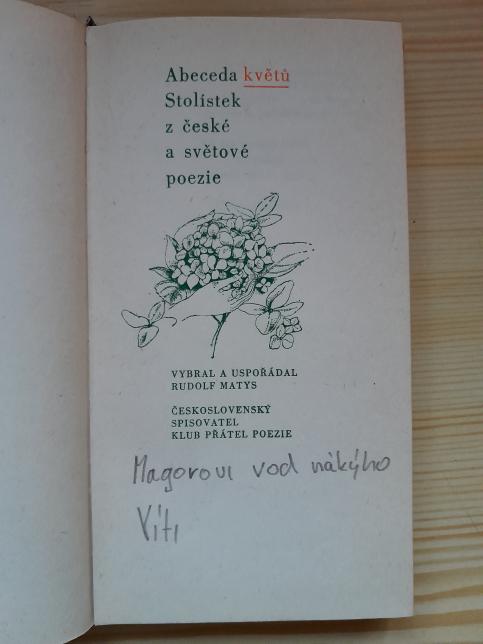 Abeceda květů
Stolístek
z české
a světové
poezie
VYBRAL A USPOŘÁDAL
RUDOLF MATYS
ČESKOSLOVENSKÝ
SPISOVATEL
KLUB PŘÁTEL POEZIE
Magorovi vod nákýho
Víti